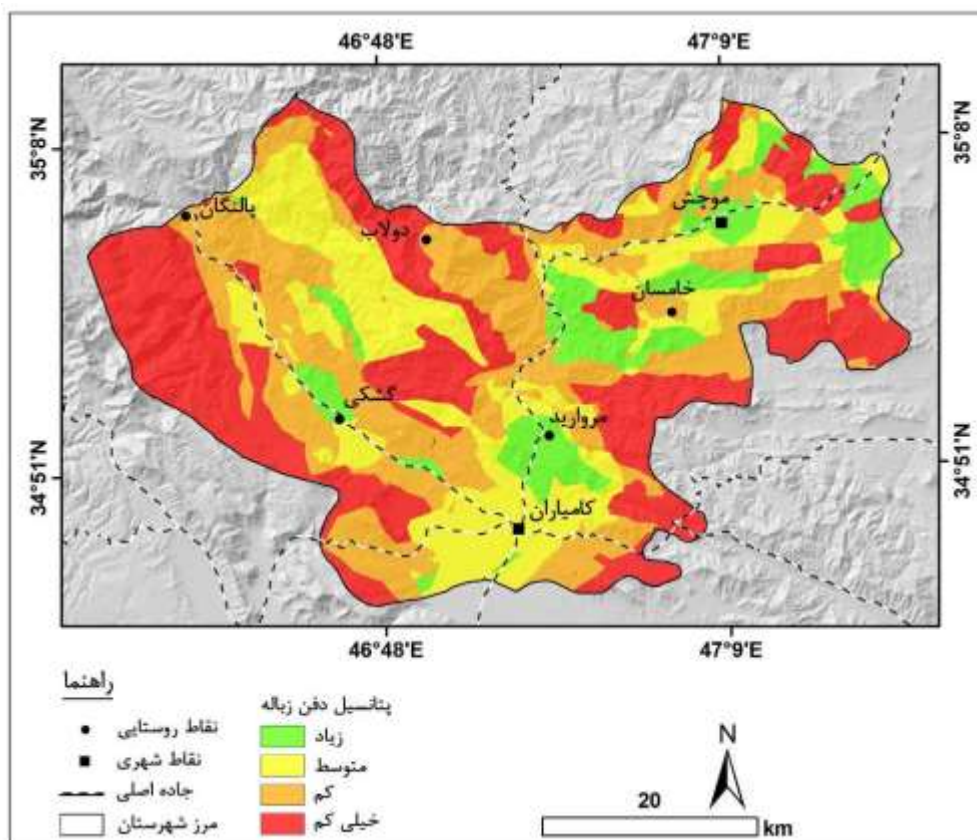 46°48'E
47°9'E
35°8'N
35°8'N
موچش
پالنگان
دولاب
خامسان
گشکی
مروارید
34°51'N
34°51'N
کامیاران
46°48'E
47°9'E
راهنما
نقاط روستایی
نقاط شهری
جاده اصلی
مرز شهرستان
پتانسیل دفن زباله
زیاد
متوسط
کم
خیلی کم
N
20
km